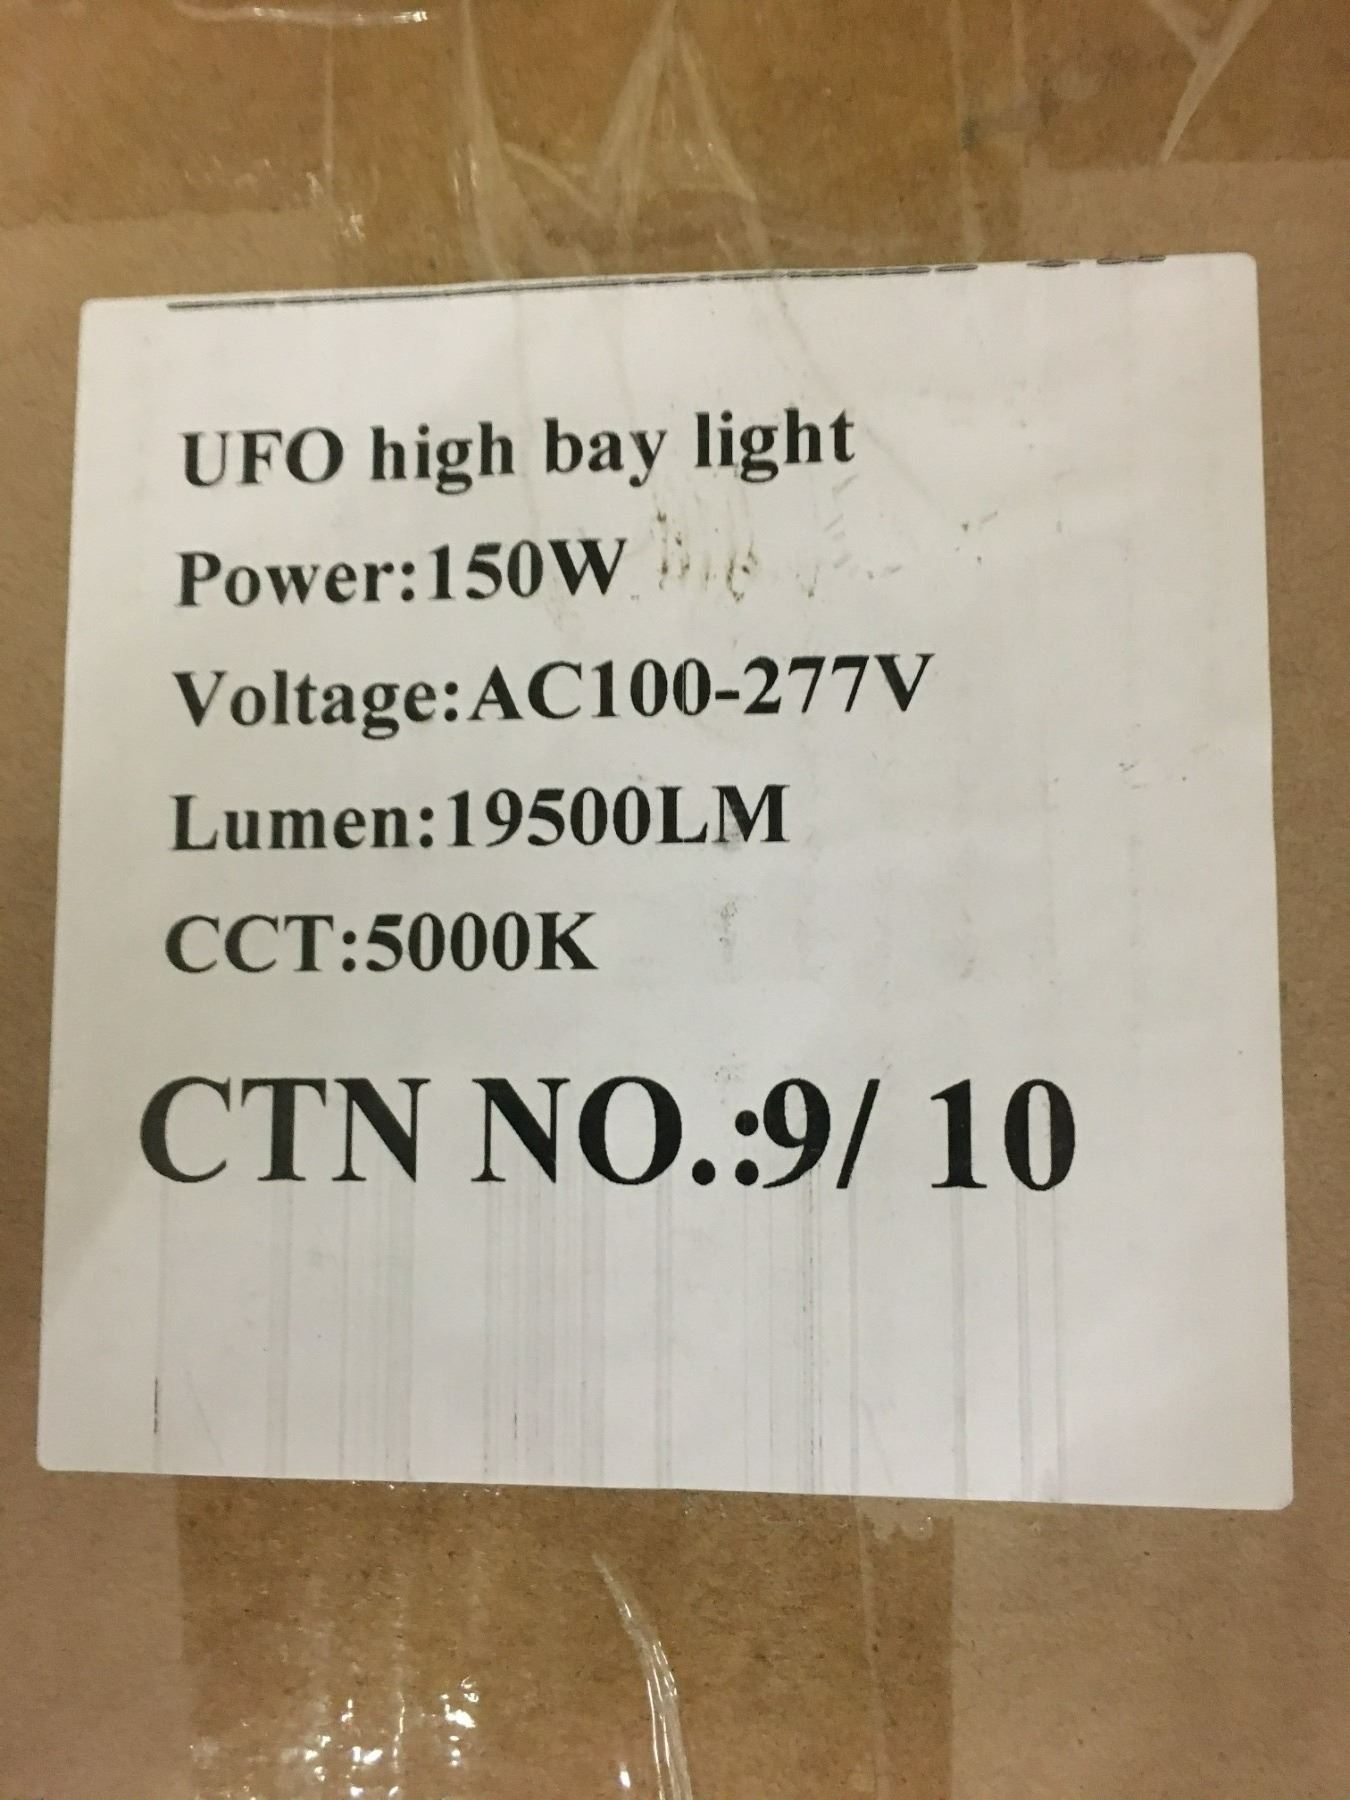 UFO high bay light
Power:150W
Voltage:AC100-277V
Lumen:19500LM
CCT:5000K
CTN NO.:9/ 10